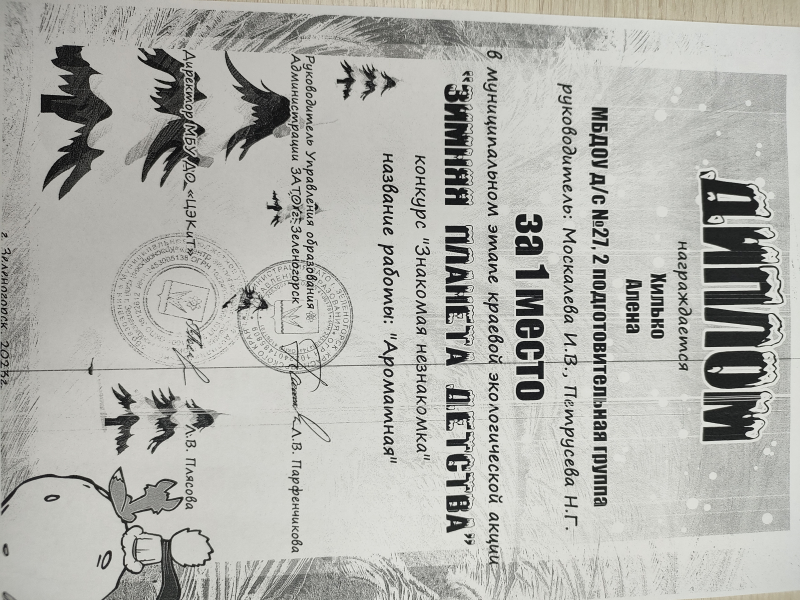 ДИПЛОМ
награждается
Хилько
Алена
МБДОУ д/с №27, 2 подготовительная группа
руководитель: Москалева И.В., Петрусева Н.Г.
за 1 место
в муниципальном этапе краевой экологической акции
"ЗИМНЯЯ ПЛАНЕТА ДЕТСТВА"
конкурс "Знакомая незнакомка"
название работы: "Ароматная"
Руководитель Управления образования
Администрации ЗАТО г. Зеленогорск Л.В. Парфенчикова
Директор МБУ ДО «ЦЭКиТ» Л.В. Плясова
г. Зеленогорск, 2023г.